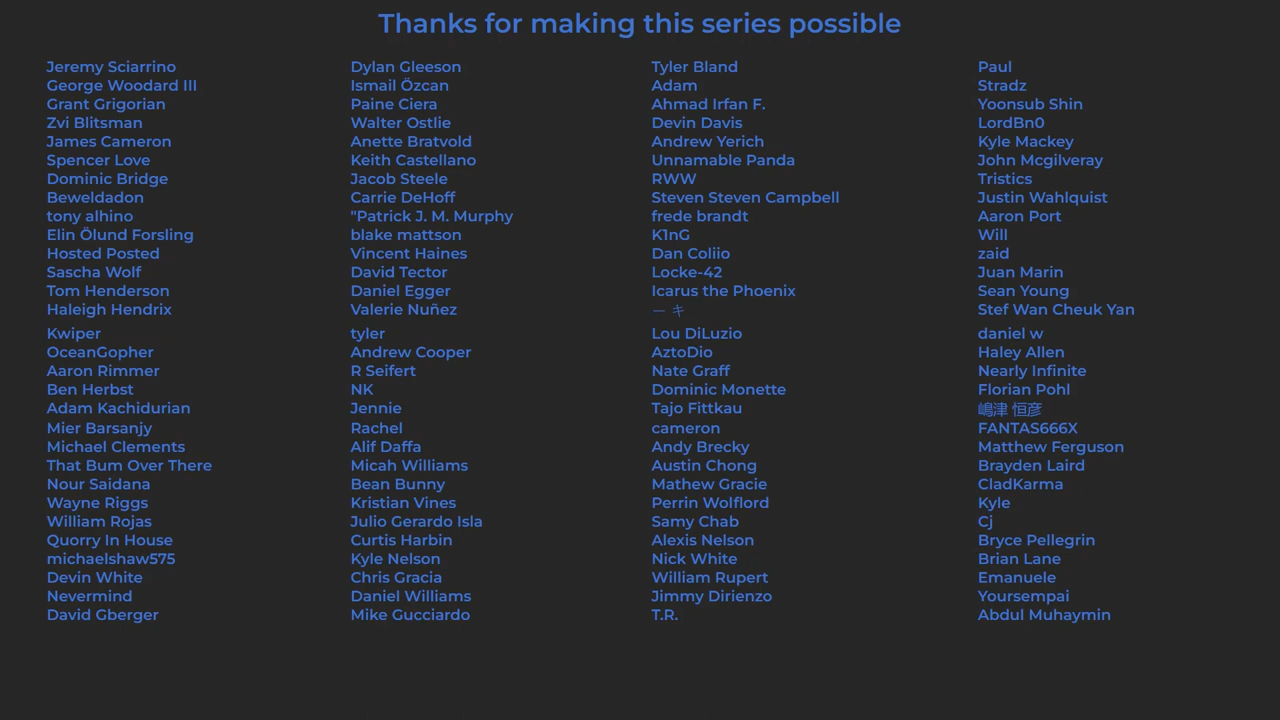 Thanks for making this series possible
Jeremy Sciarrino
George Woodard III
Grant Grigorian
Zvi Blitsman
James Cameron
Spencer Love
Dominic Bridge
Beweldadon
tony alhino
Elin Ölund Forsling
Hosted Posted
Sascha Wolf
Tom Henderson
Haleigh Hendrix
Kwiper
OceanGopher
Aaron Rimmer
Ben Herbst
Adam Kachidurian
Mier Barsanjy
Michael Clements
That Bum Over There
Nour Saidana
Wayne Riggs
William Rojas
Quorry In House
michaelshaw575
Devin White
Nevermind
David Gberger
Dylan Gleeson
Ismail Özcan
Paine Ciera
Walter Ostlie
Anette Bratvold
Keith Castellano
Jacob Steele
Carrie DeHoff
"Patrick J. M. Murphy
blake mattson
Vincent Haines
David Tector
Daniel Egger
Valerie Nuñez
tyler
Andrew Cooper
R Seifert
NK
Jennie
Rachel
Alif Daffa
Micah Williams
Bean Bunny
Kristian Vines
Julio Gerardo Isla
Curtis Harbin
Kyle Nelson
Chris Gracia
Daniel Williams
Mike Gucciardo
Tyler Bland
Adam
Ahmad Irfan F.
Devin Davis
Andrew Yerich
Unnamable Panda
RWW
Steven Steven Campbell
frede brandt
K1nG
Dan Coliio
Locke-42
Icarus the Phoenix
ー キ
Lou DiLuzio
AztoDio
Nate Graff
Dominic Monette
Tajo Fittkau
cameron
Andy Brecky
Austin Chong
Mathew Gracie
Perrin Wolflord
Samy Chab
Alexis Nelson
Nick White
William Rupert
Jimmy Dirienzo
T.R.
Paul
Stradz
Yoonsub Shin
LordBn0
Kyle Mackey
John Mcgilveray
Tristics
Justin Wahlquist
Aaron Port
Will
zaid
Juan Marin
Sean Young
Stef Wan Cheuk Yan
daniel w
Haley Allen
Nearly Infinite
Florian Pohl
嶋津 恒彦
FANTAS666X
Matthew Ferguson
Brayden Laird
CladKarma
Kyle
Cj
Bryce Pellegrin
Brian Lane
Emanuele
Yoursempai
Abdul Muhaymin